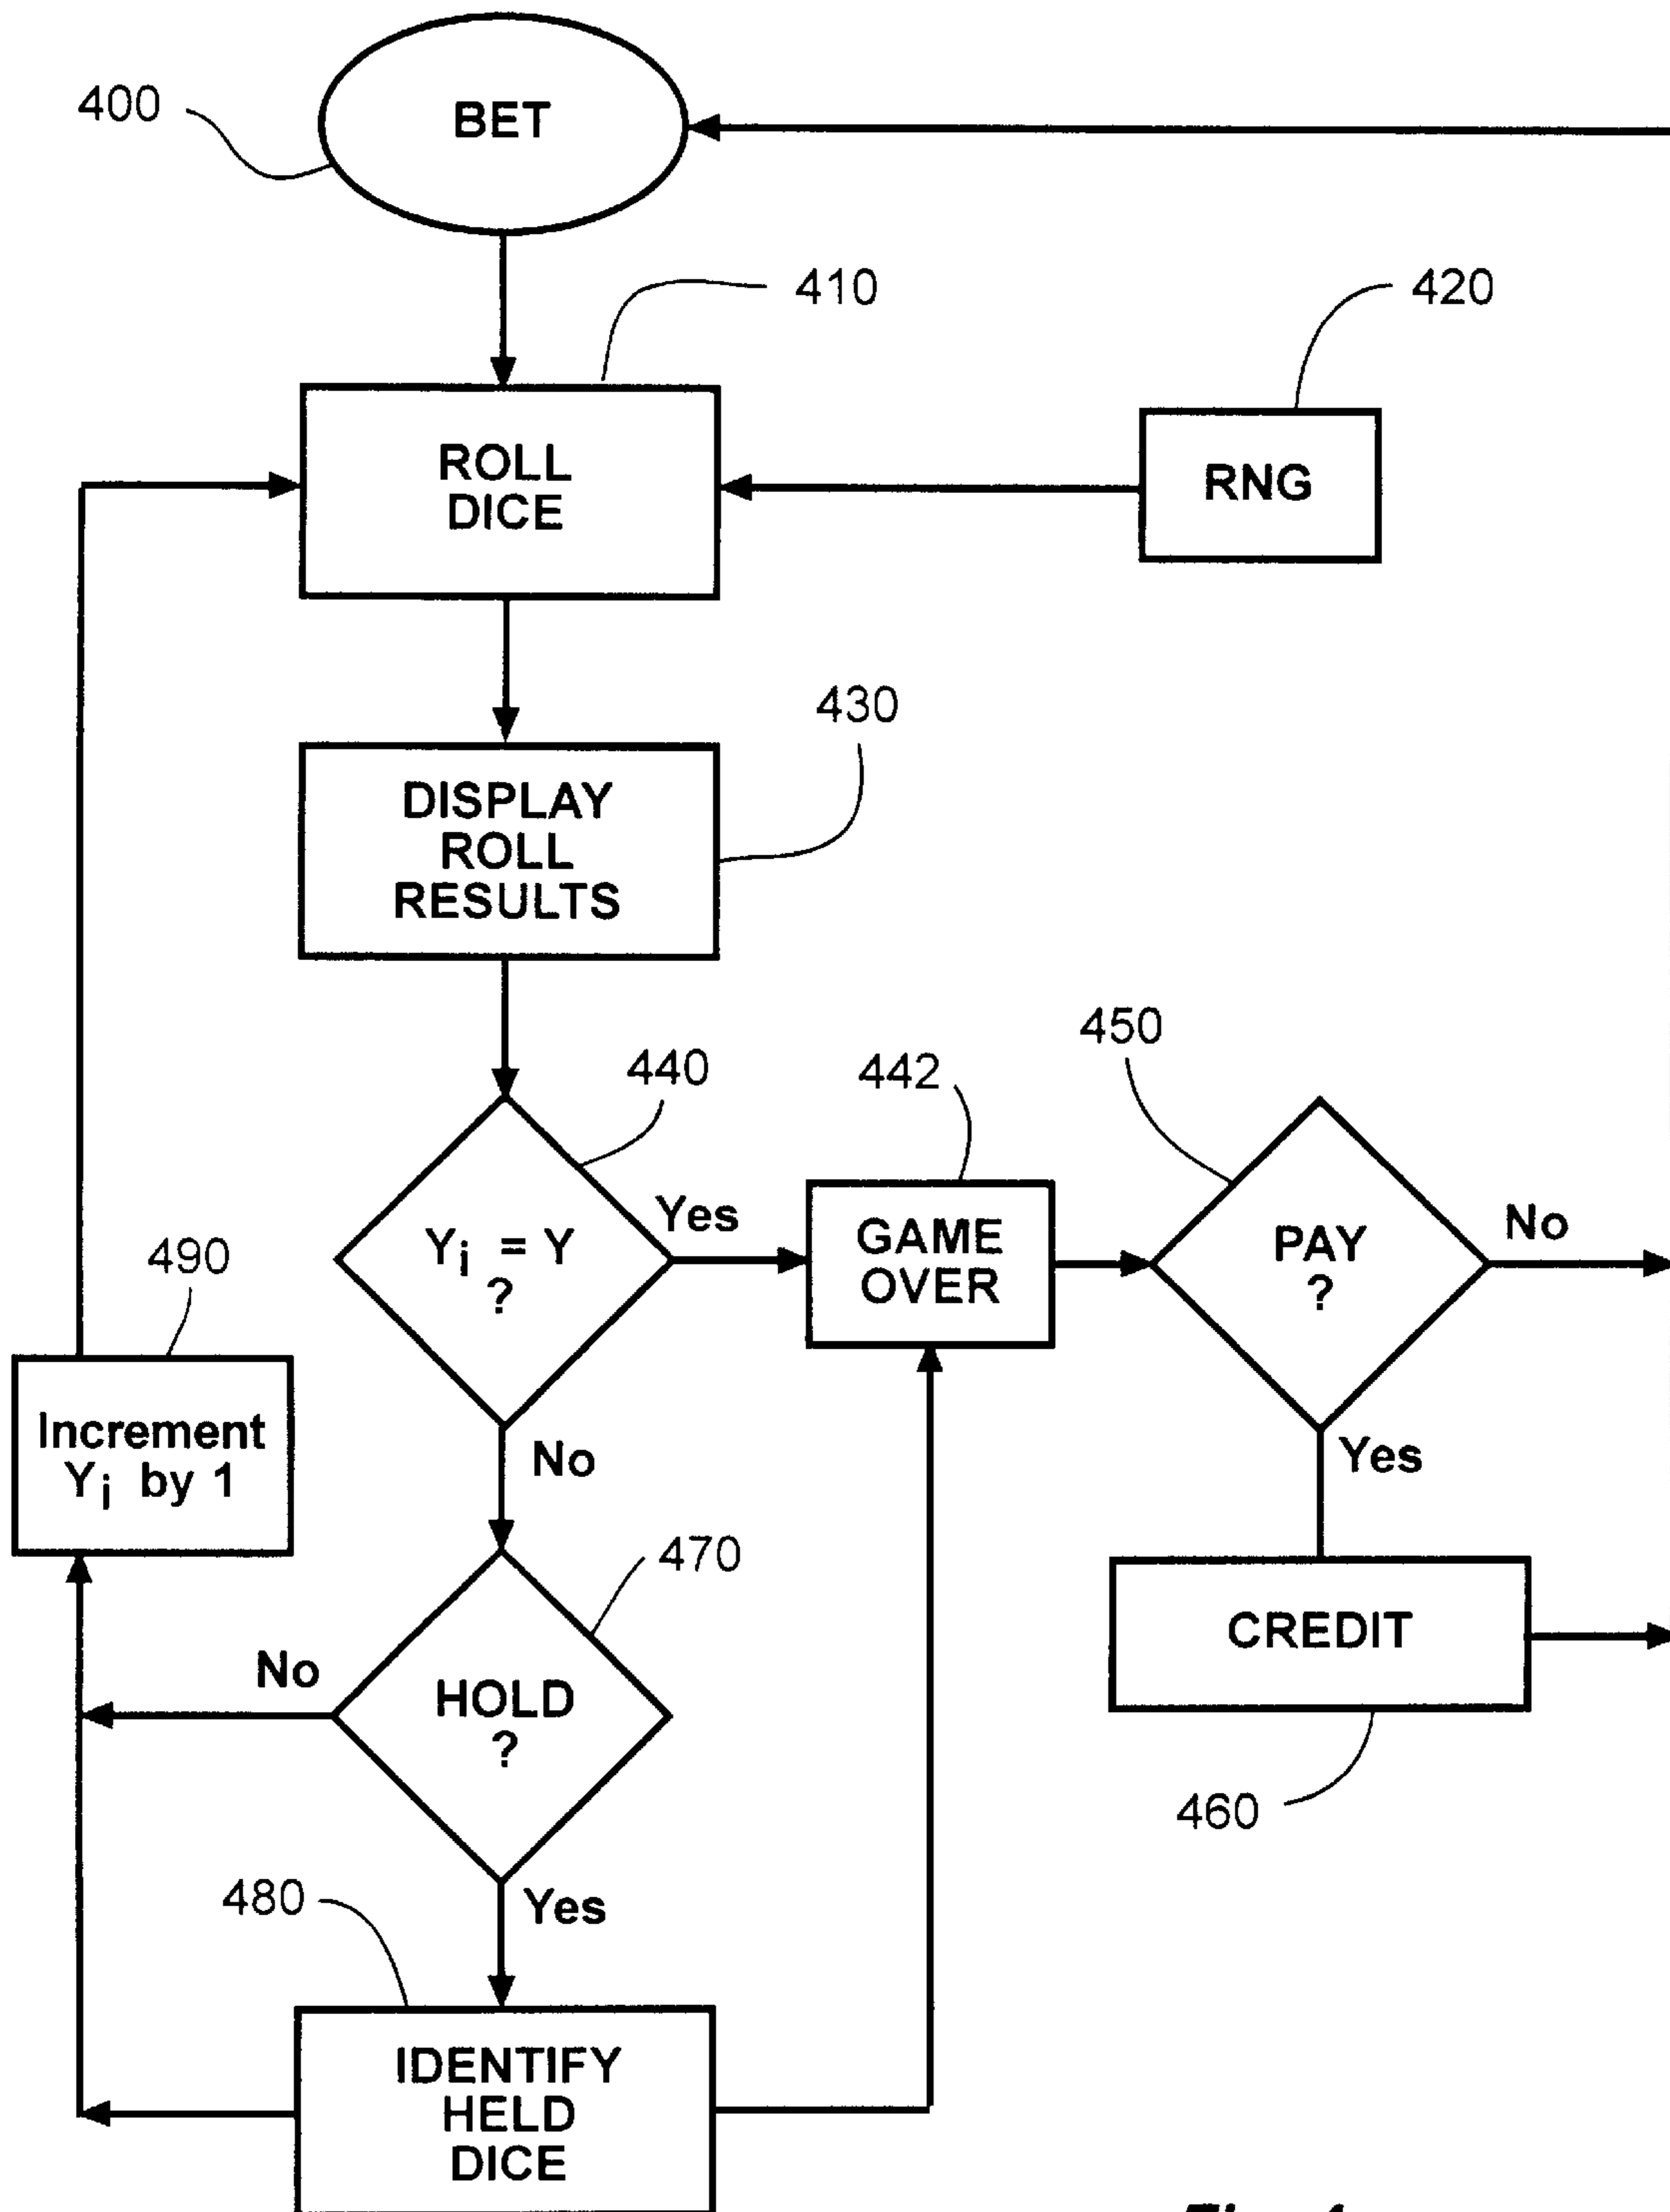 400
BET
410
420
ROLL
DICE
RNG
430
DISPLAY
ROLL
RESULTS
440
442
450
Yi = Y
?
Yes
GAME
OVER
PAY
?
No
490
Increment
Yi by 1
No
Yes
470
No
HOLD
?
CREDIT
460
480
Yes
IDENTIFY
HELD
DICE